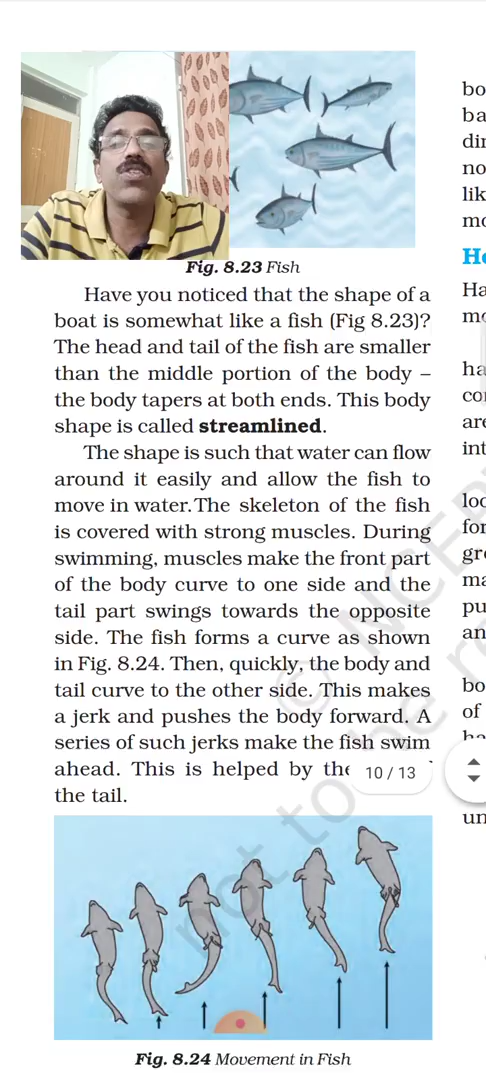 Fig. 8.23 Fish
Have you noticed that the shape of a
boat is somewhat like a fish (Fig 8.23)?
The head and tail of the fish are smaller
than the middle portion of the body –
the body tapers at both ends. This body
shape is called streamlined.
The shape is such that water can flow
around it easily and allow the fish to
move in water.The skeleton of the fish
is covered with strong muscles. During
swimming, muscles make the front part
of the body curve to one side and the
tail part swings towards the opposite
side. The fish forms a curve as shown
in Fig. 8.24. Then, quickly, the body and
tail curve to the other side. This makes
a jerk and pushes the body forward. A
series of such jerks make the fish swim
ahead. This is helped by the
the tail.
10 / 13
Fig. 8.24 Movement in Fish
© NCERT
not to be re